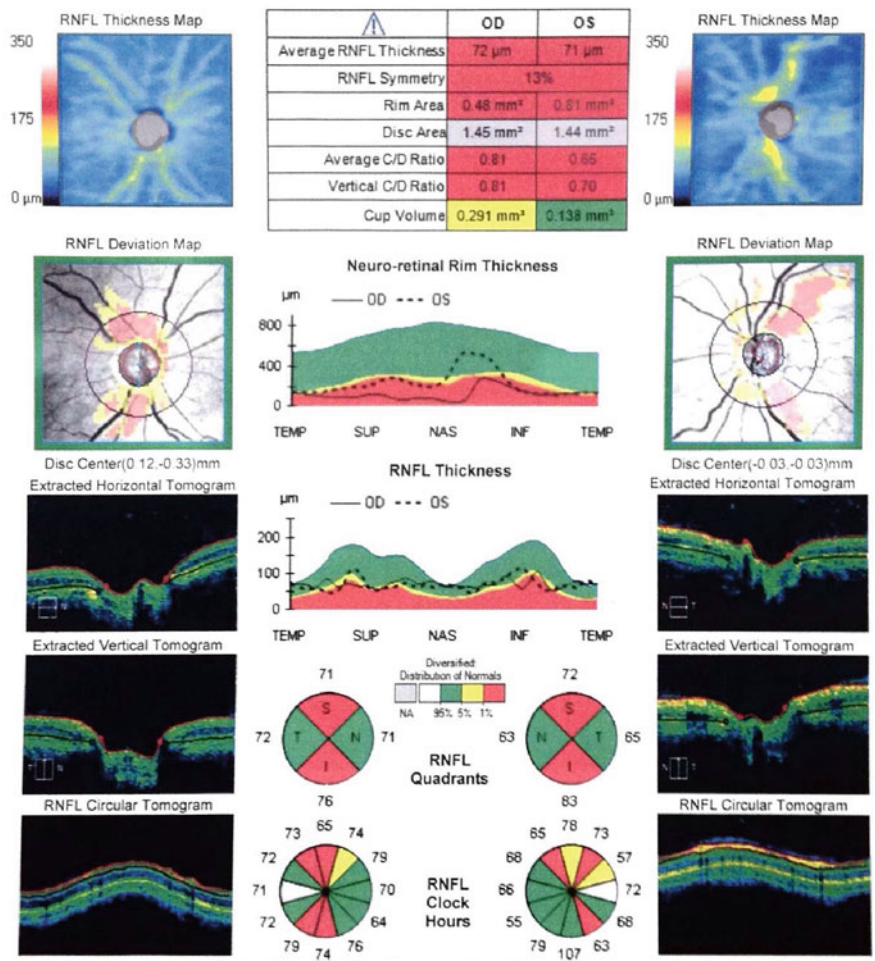 RNFL Thickness Map
350
175
0 µm
OD OS
Average RNFL Thickness 72 µm 71 µm
RNFL Symmetry 13%
Rim Area 0.48 mm² 0.81 mm²
Disc Area 1.45 mm² 1.44 mm²
Average C/D Ratio 0.81 0.65
Vertical C/D Ratio 0.81 0.70
Cup Volume 0.291 mm³ 0.138 mm³
RNFL Thickness Map
350
175
0 µm
RNFL Deviation Map
Disc Center(0.12,-0.33)mm
Neuro-retinal Rim Thickness
µm OD OS
800
400
0
TEMP SUP NAS INF TEMP
RNFL Deviation Map
Disc Center(-0.03,-0.03)mm
Extracted Horizontal Tomogram
T N
RNFL Thickness
µm OD OS
200
100
0
TEMP SUP NAS INF TEMP
Extracted Horizontal Tomogram
N T
Extracted Vertical Tomogram
T N
Diversified:
Distribution of Normals
NA 95% 5% 1%
71
S
72 T N 71
I
76
RNFL
Quadrants
72
S
63 N T 65
I
83
Extracted Vertical Tomogram
N T
RNFL Circular Tomogram
65
73 74
72 79
71 70
72 64
79 76
74
RNFL
Clock
Hours
78
65 73
68 57
66 72
55 68
79 63
107
RNFL Circular Tomogram